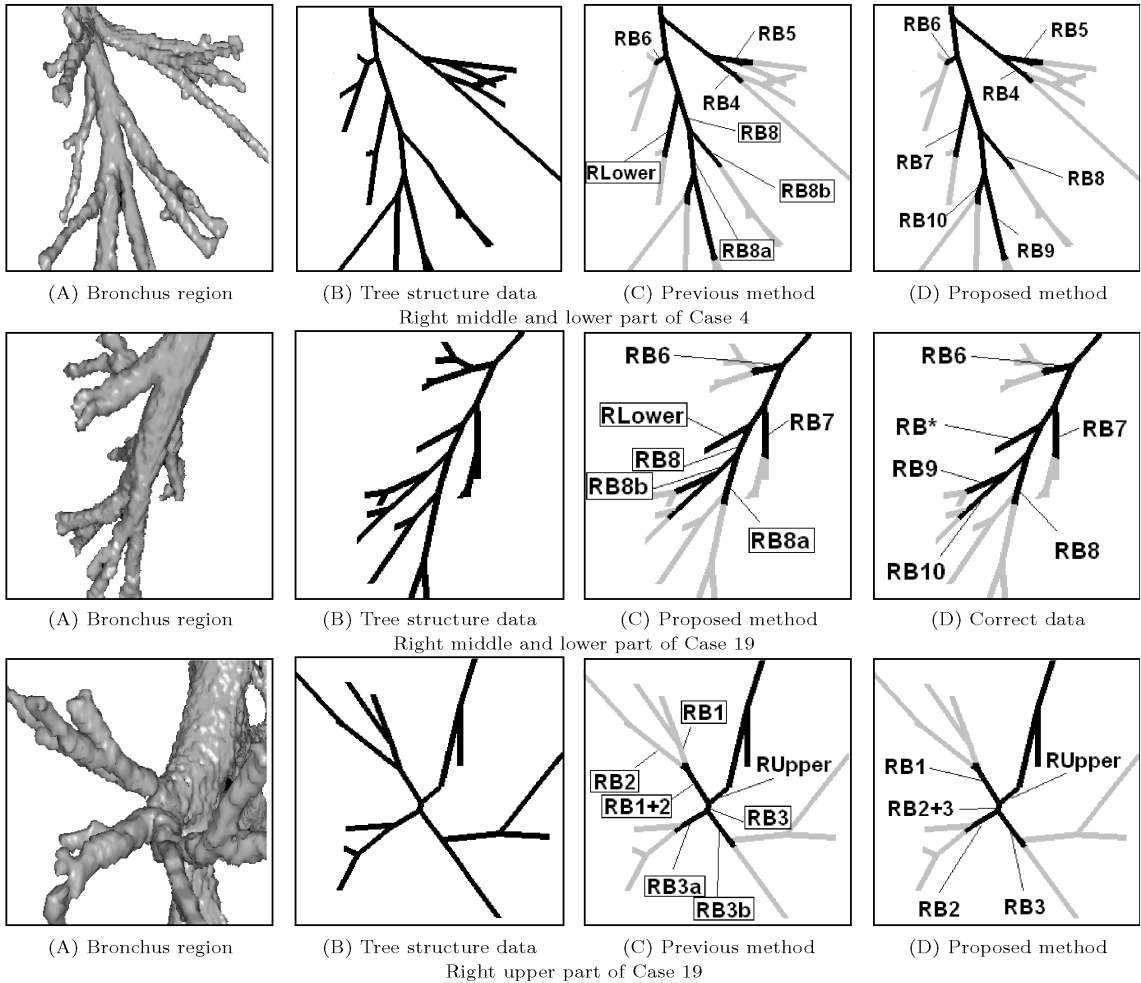 RB6
RB5
RB4
RB8
RLower
RB8b
RB8a
RB6
RB5
RB4
RB7
RB8
RB10
RB9
(A) Bronchus region
(B) Tree structure data
(C) Previous method
(D) Proposed method
Right middle and lower part of Case 4
RB6
RLower
RB7
RB8
RB8b
RB8a
RB6
RB*
RB7
RB9
RB8
RB10
(A) Bronchus region
(B) Tree structure data
(C) Proposed method
(D) Correct data
Right middle and lower part of Case 19
RB1
RUpper
RB2
RB1+2
RB3
RB3a
RB3b
RB1
RUpper
RB2+3
RB2
RB3
(A) Bronchus region
(B) Tree structure data
(C) Previous method
(D) Proposed method
Right upper part of Case 19